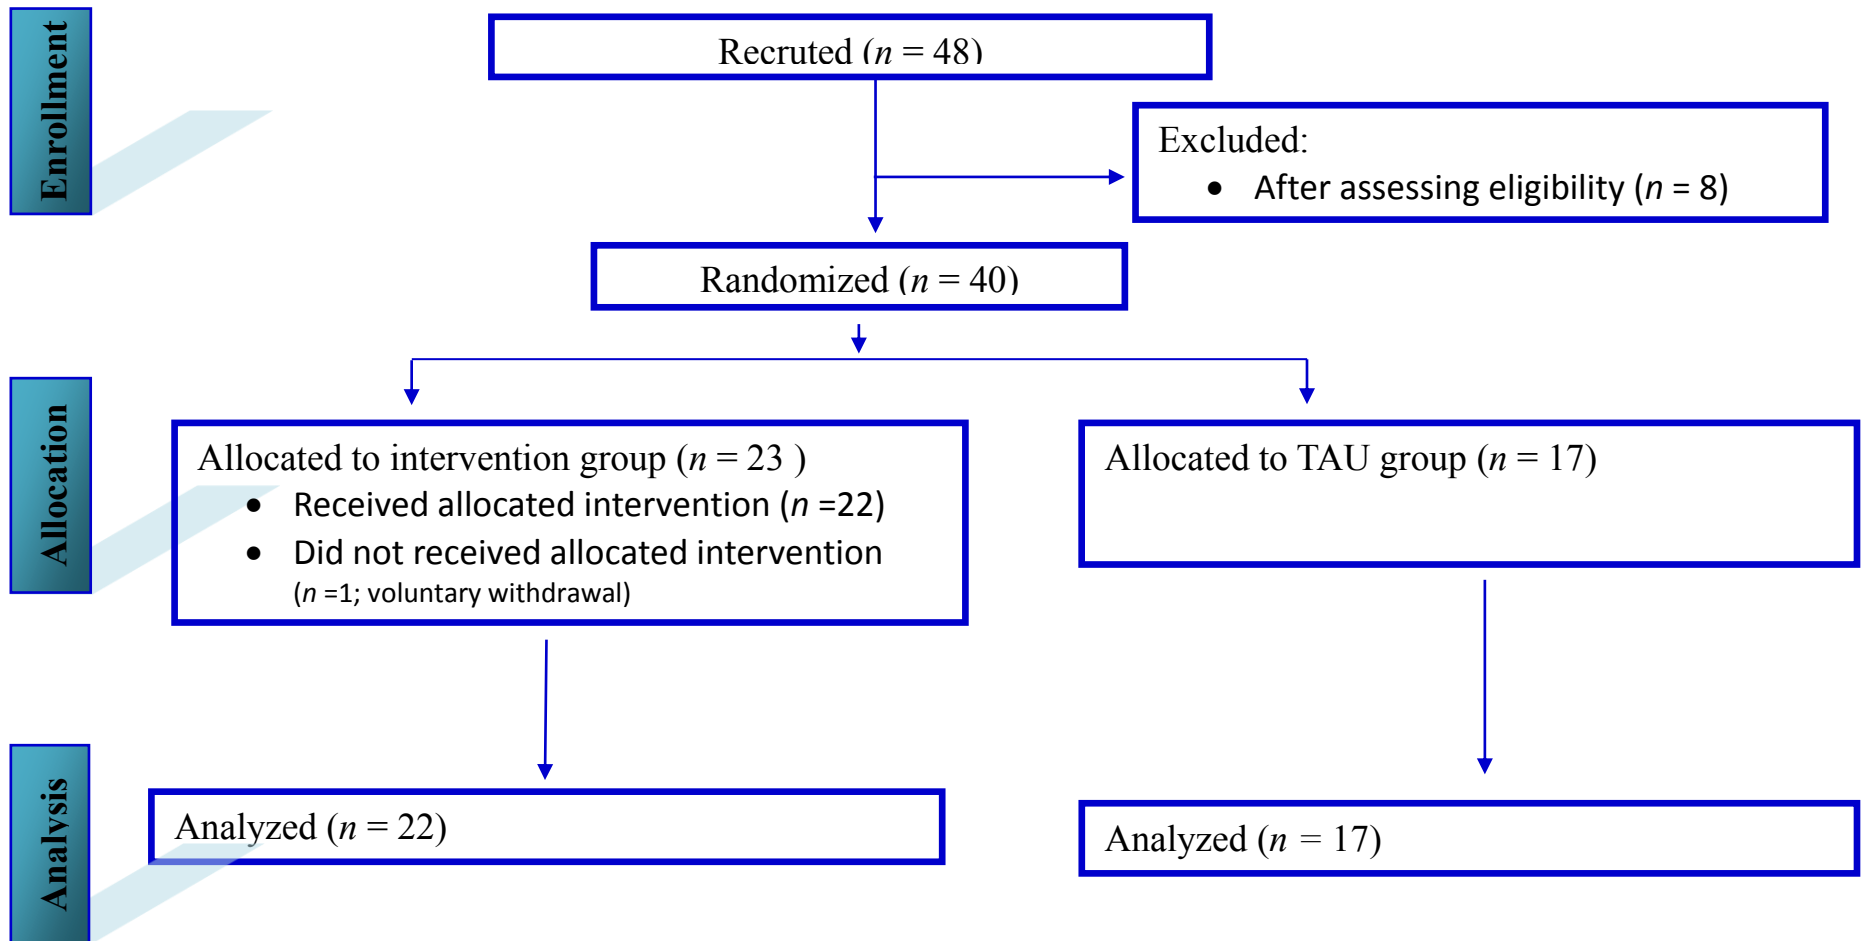 Enrollment
Recruted (n = 48)
Excluded:
• After assessing eligibility (n = 8)
Randomized (n = 40)
Allocation
Allocated to intervention group (n = 23 )
• Received allocated intervention (n =22)
• Did not received allocated intervention
(n =1; voluntary withdrawal)
Allocated to TAU group (n = 17)
Analysis
Analyzed (n = 22)
Analyzed (n = 17)